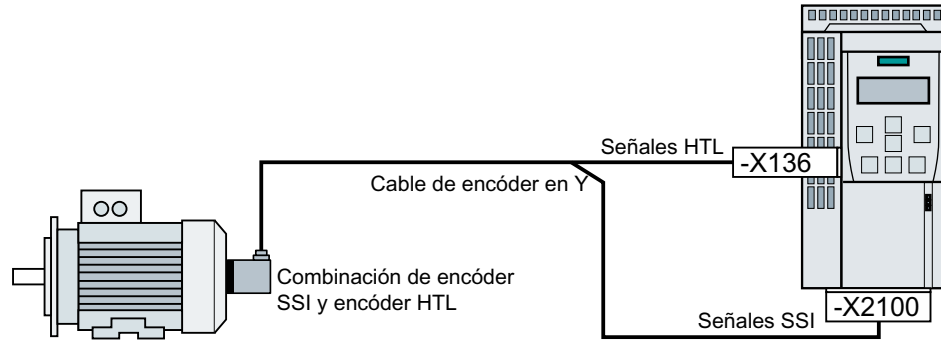 Señales HTL
-X136
Cable de encóder en Y
Combinación de encóder
SSI y encóder HTL
Señales SSI
-X2100